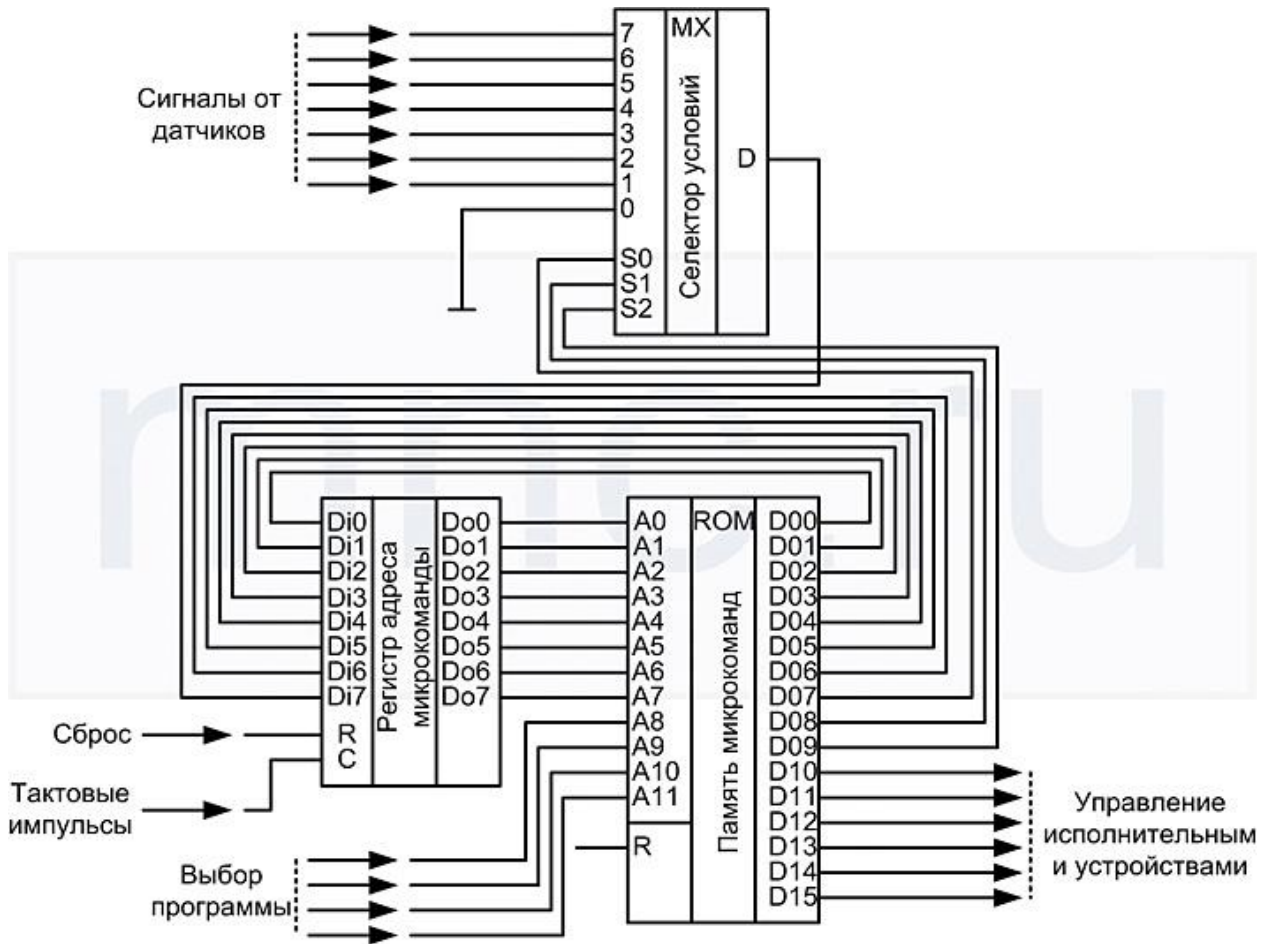 7 MX
6
5
4
3
2
1
0
D
S0
S1
S2
Селектор условий
Сигналы от
датчиков
Di0
Di1
Di2
Di3
Di4
Di5
Di6
Di7
R
C
Регистр адреса
микрокоманды
Do0
Do1
Do2
Do3
Do4
Do5
Do6
Do7
A0
A1
A2
A3
A4
A5
A6
A7
A8
A9
A10
A11
R
ROM
Память микрокоманд
D00
D01
D02
D03
D04
D05
D06
D07
D08
D09
D10
D11
D12
D13
D14
D15
Сброс
Тактовые
импульсы
Выбор
программы
Управление
исполнительным
и устройствами